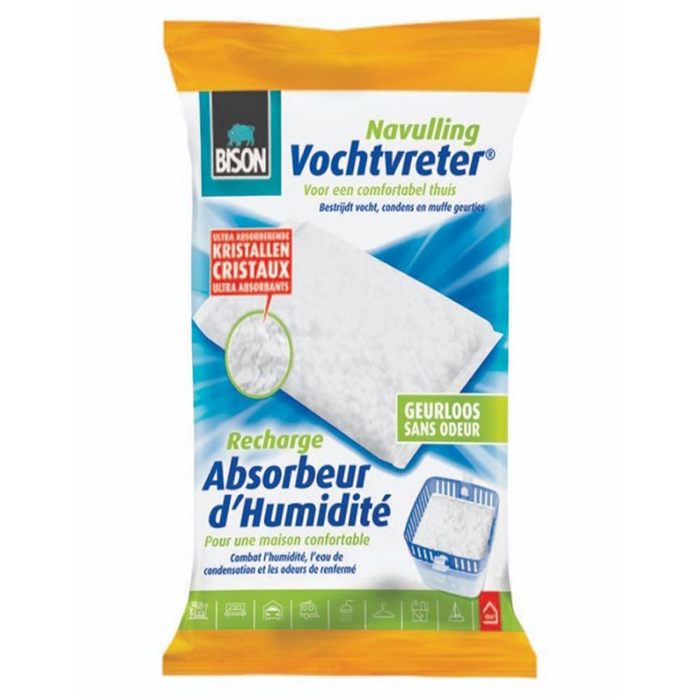 BISON
Navulling
Vochtvreter®
Voor een comfortabel thuis
Bestrijdt vocht, condens en muffe geurtjes
ULTRA ABSORBERENDE
KRISTALLEN
CRISTAUX
ULTRA ABSORBANTS
GEURLOOS
SANS ODEUR
Recharge
Absorbeur
d'Humidité
Pour une maison confortable
Combat l'humidité, l'eau de
condensation et les odeurs de renfermé